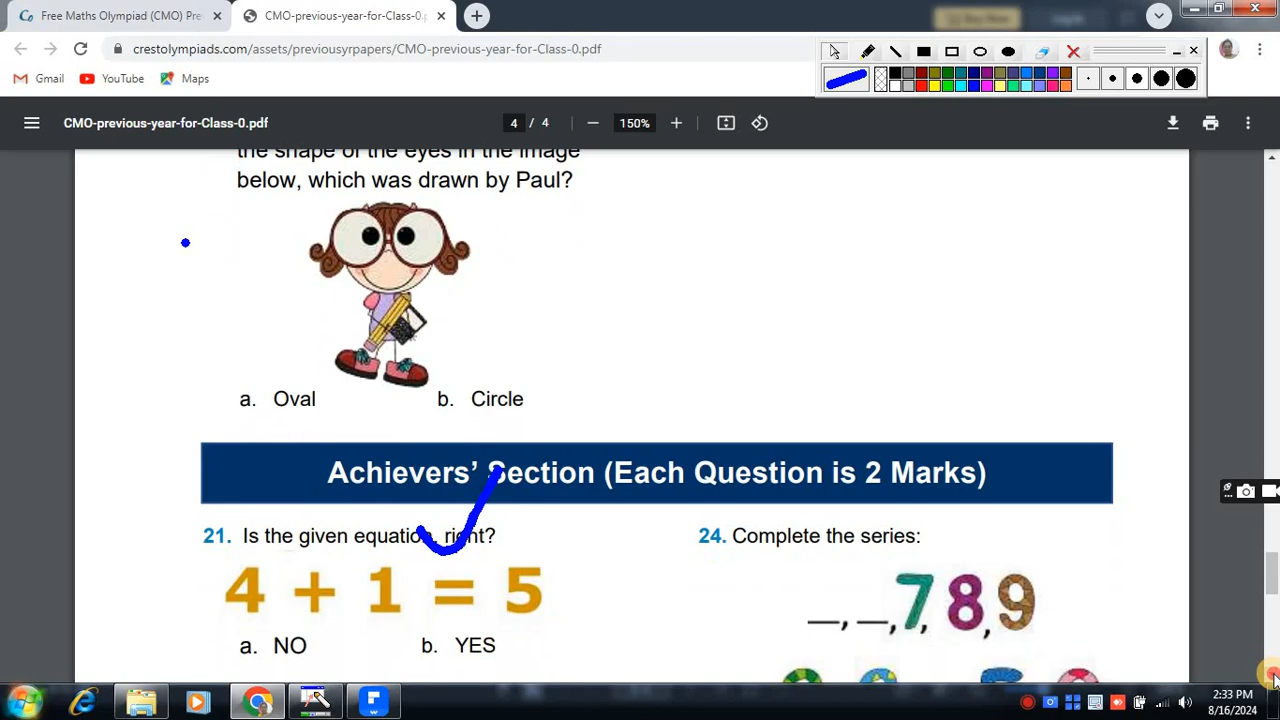 Free Maths Olympiad (CMO) Pre
CMO-previous-year-for-Class-0.p
crestolympiads.com/assets/previousyrpapers/CMO-previous-year-for-Class-0.pdf
Gmail
YouTube
Maps
CMO-previous-year-for-Class-0.pdf
4 / 4
150%
the shape of the eyes in the image
below, which was drawn by Paul?
a. Oval b. Circle
Achievers' Section (Each Question is 2 Marks)
21. Is the given equation, right?
4 + 1 = 5
a. NO b. YES
24. Complete the series:
__, __, 7, 8, 9
2:33 PM
8/16/2024